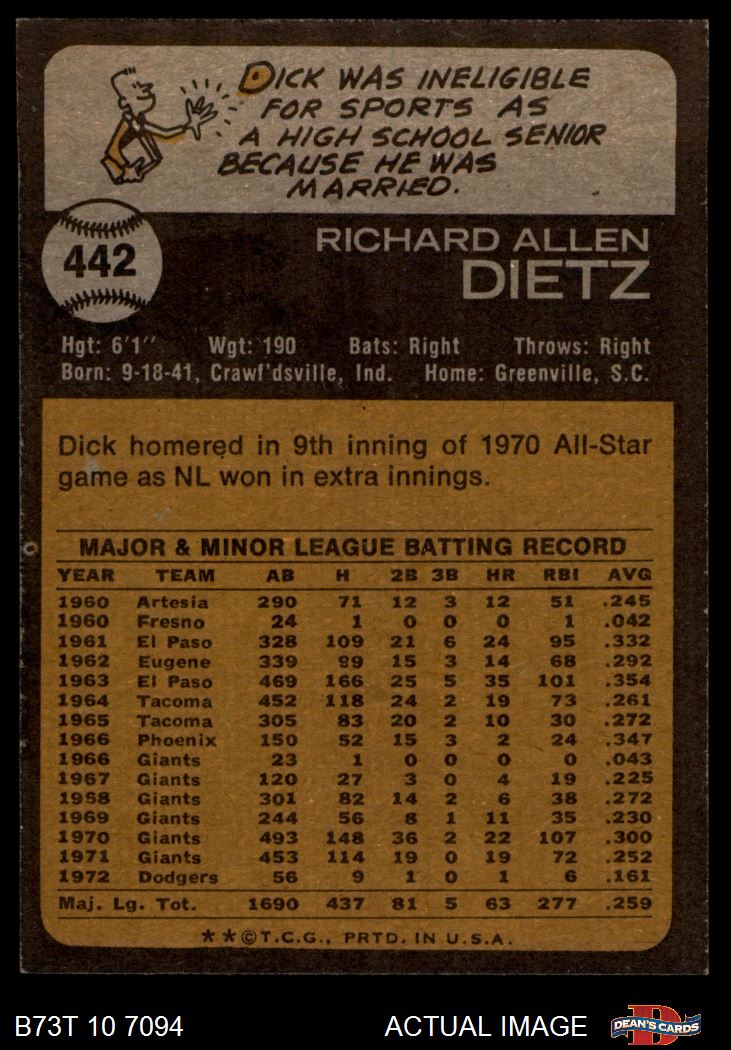 DICK WAS INELIGIBLE
FOR SPORTS AS
A HIGH SCHOOL SENIOR
BECAUSE HE WAS
MARRIED.
442
RICHARD ALLEN
DIETZ
Hgt: 6'1" Wgt: 190 Bats: Right Throws: Right
Born: 9-18-41, Crawf'dsville, Ind. Home: Greenville, S.C.
Dick homered in 9th inning of 1970 All-Star
game as NL won in extra innings.
MAJOR & MINOR LEAGUE BATTING RECORD
YEAR TEAM AB H 2B 3B HR RBI AVG
1960 Artesia 290 71 12 3 12 51 .245
1960 Fresno 24 1 0 0 0 1 .042
1961 El Paso 328 109 21 6 24 95 .332
1962 Eugene 339 99 15 3 14 68 .292
1963 El Paso 469 166 25 5 35 101 .354
1964 Tacoma 452 118 24 2 19 73 .261
1965 Tacoma 305 83 20 2 10 30 .272
1966 Phoenix 150 52 15 3 2 24 .347
1966 Giants 23 1 0 0 0 0 .043
1967 Giants 120 27 3 0 4 19 .225
1968 Giants 301 82 14 2 6 38 .272
1969 Giants 244 56 8 1 11 35 .230
1970 Giants 493 148 36 2 22 107 .300
1971 Giants 453 114 19 0 19 72 .252
1972 Dodgers 56 9 1 0 1 6 .161
Maj. Lg. Tot. 1690 437 81 5 63 277 .259
**©T.C.G., PRTD. IN U.S.A.
B73T 10 7094 ACTUAL IMAGE D DEAN'S CARDS